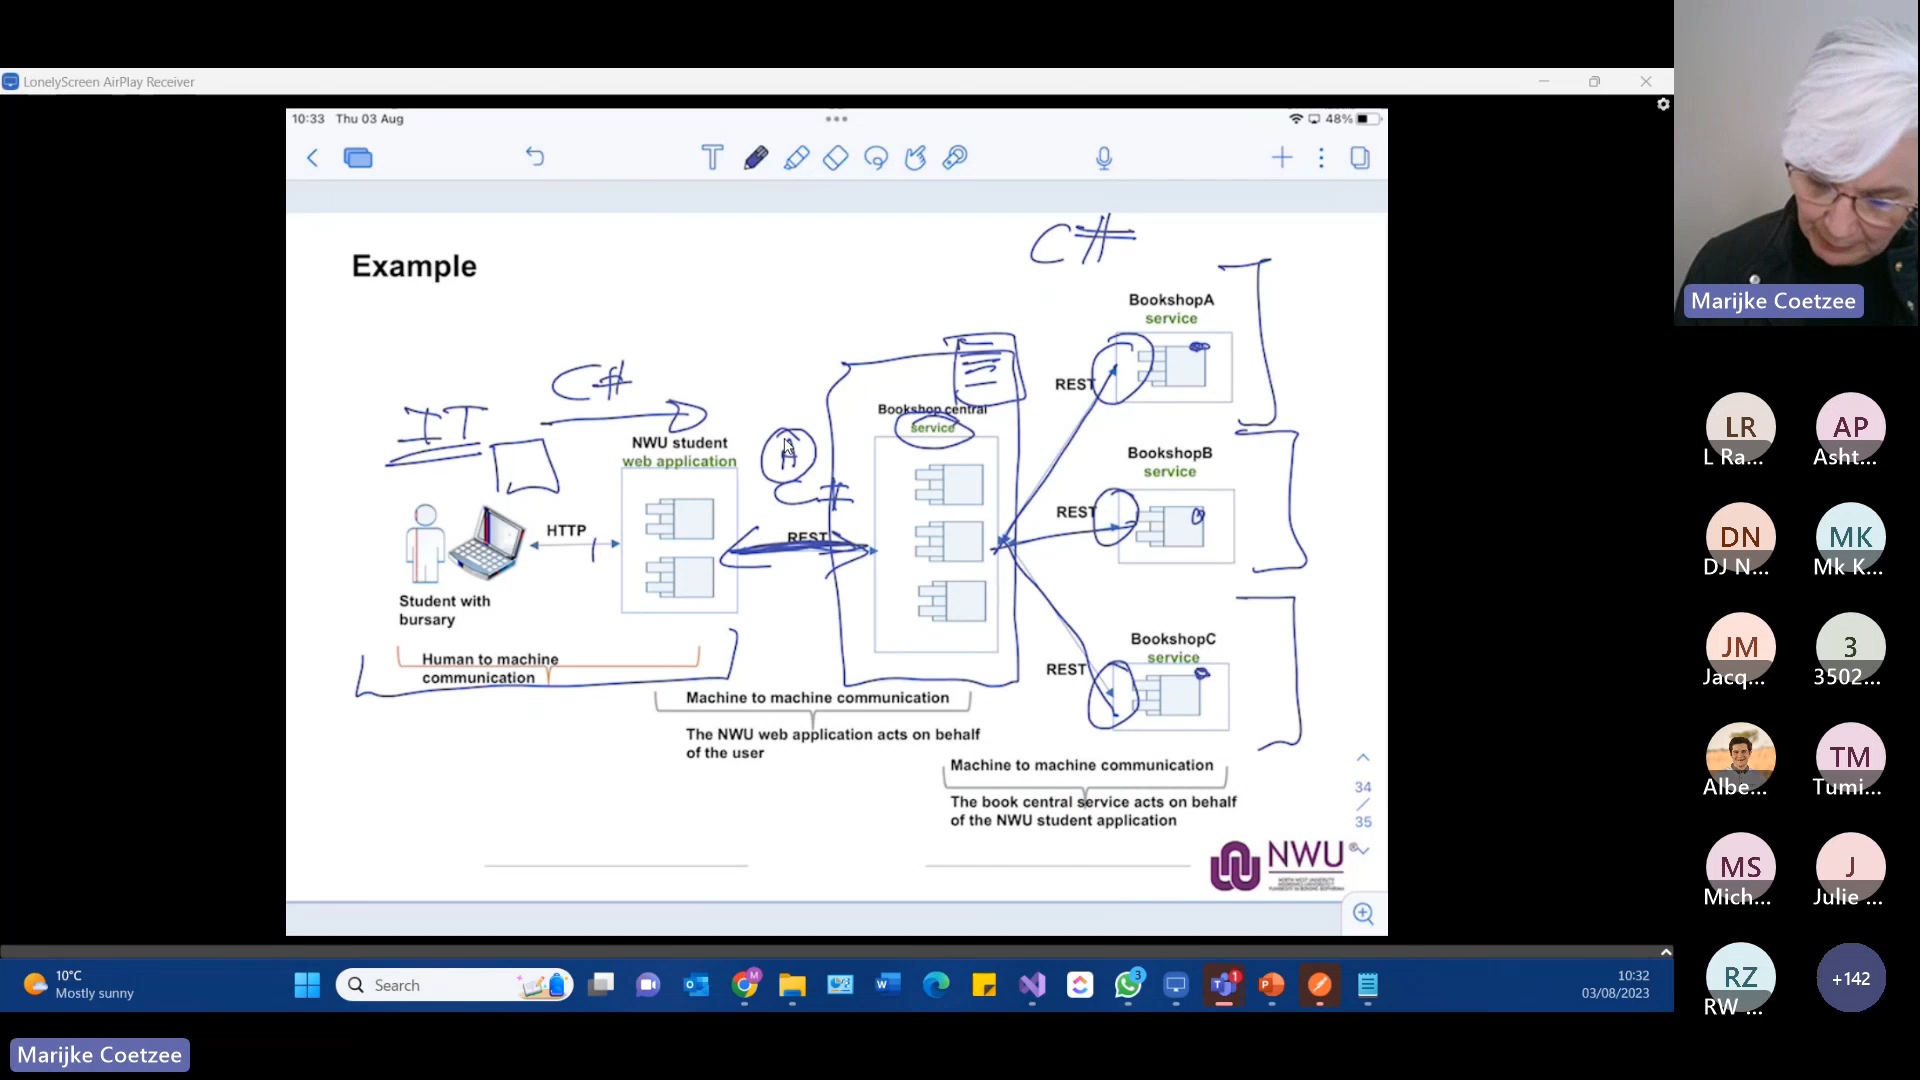 LonelyScreen AirPlay Receiver
10:33 Thu 03 Aug
48%
Example
C#
C#
IT
A
C#
NWU student
web application
HTTP
REST
Student with
bursary
Human to machine
communication
Bookshop central
service
Machine to machine communication
The NWU web application acts on behalf
of the user
BookshopA
service
REST
BookshopB
service
REST
BookshopC
service
REST
Machine to machine communication
The book central service acts on behalf
of the NWU student application
34
/
35
NWU
10°C
Mostly sunny
Search
M
3
1
10:32
03/08/2023
Marijke Coetzee
Marijke Coetzee
LR
L Ra...
AP
Asht...
DN
DJ N...
MK
Mk K...
JM
Jacq...
3
3502...
Albe...
TM
Tumi...
MS
Mich...
J
Julie ...
RZ
RW ...
+142